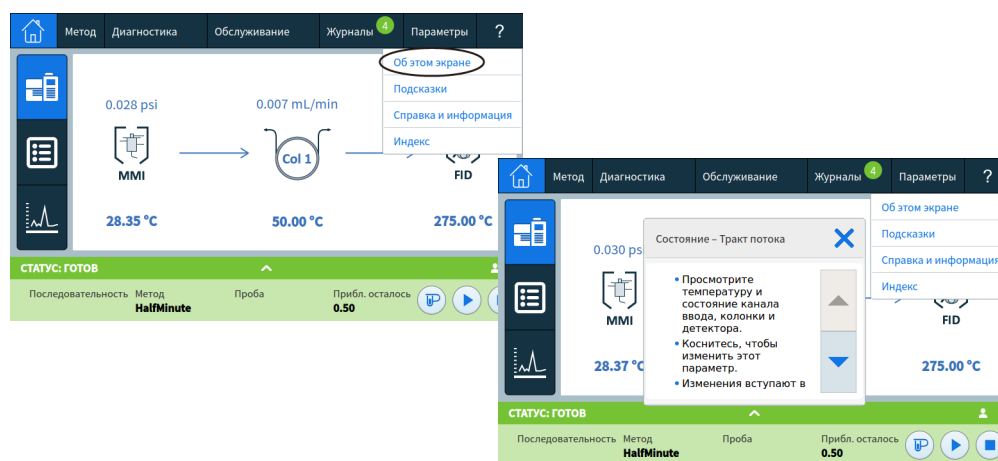 Метод Диагностика Обслуживание Журналы 4 Параметры ?
Об этом экране
Подсказки
Справка и информация
Индекс
0.028 psi 0.007 mL/min
Col 1
MMI FID
28.35 °C 50.00 °C 275.00 °C
СТАТУС: ГОТОВ
Последовательность Метод Проба Прибл. осталось
HalfMinute 0.50
Метод Диагностика Обслуживание Журналы 4 Параметры ?
Об этом экране
Подсказки
Справка и информация
Индекс
Состояние – Тракт потока
0.030 ps
• Просмотрите
температуру и
состояние канала
ввода, колонки и
детектора.
• Коснитесь, чтобы
изменить этот
параметр.
• Изменения вступают в
MMI FID
28.37 °C 275.00 °C
СТАТУС: ГОТОВ
Последовательность Метод Проба Прибл. осталось
HalfMinute 0.50